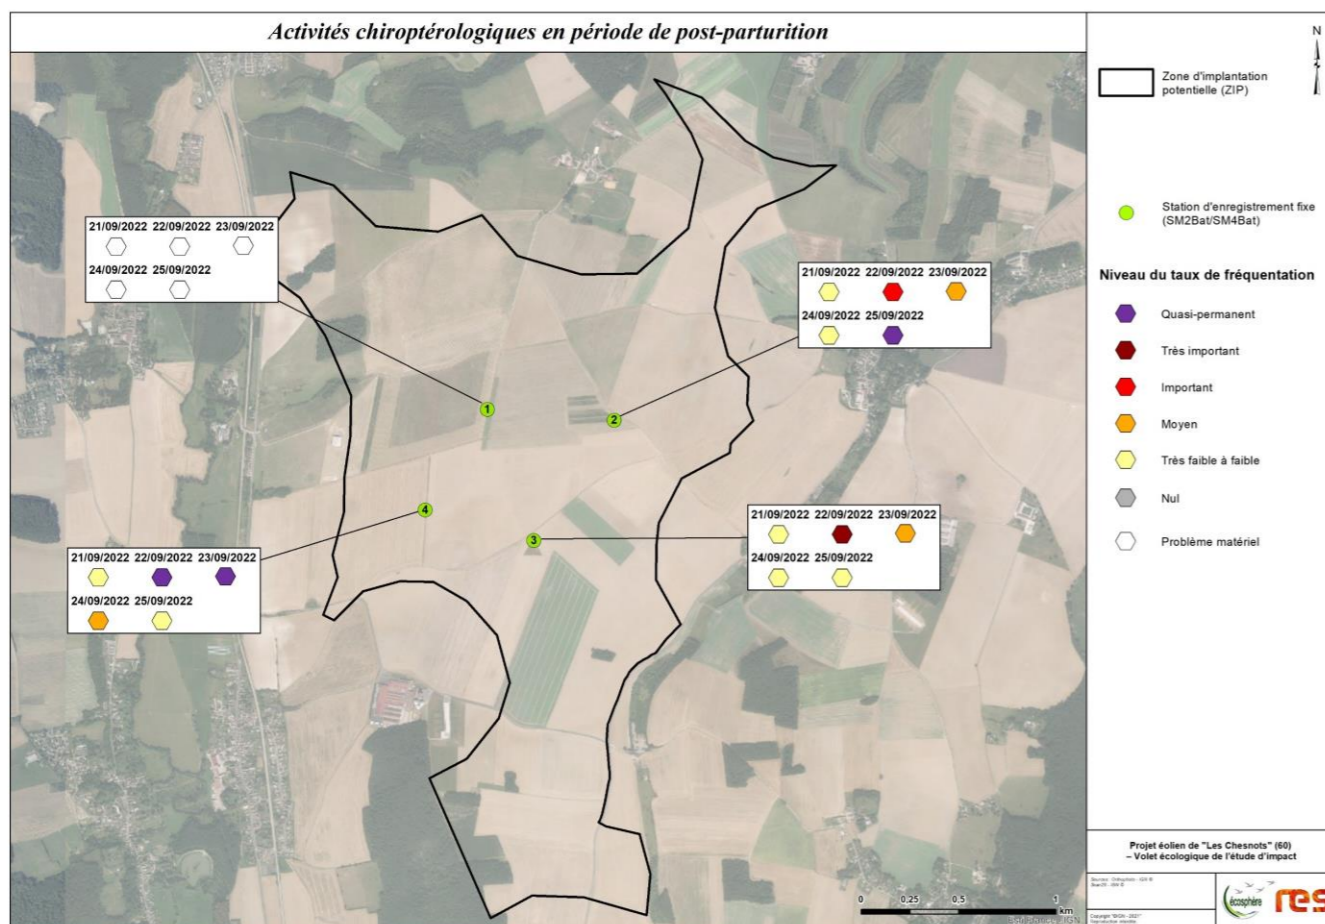 Activités chiroptérologiques en période de post-parturition
N
Zone d'implantation
potentielle (ZIP)
Station d'enregistrement fixe
(SM2Bat/SM4Bat)
Niveau du taux de fréquentation
Quasi-permanent
Très important
Important
Moyen
Très faible à faible
Nul
Problème matériel
21/09/2022 22/09/2022 23/09/2022
24/09/2022 25/09/2022
21/09/2022 22/09/2022 23/09/2022
24/09/2022 25/09/2022
1
2
4
3
21/09/2022 22/09/2022 23/09/2022
24/09/2022 25/09/2022
21/09/2022 22/09/2022 23/09/2022
24/09/2022 25/09/2022
0 0,25 0,5 1
km
Projet éolien de "Les Chesnots" (60)
– Volet écologique de l'étude d'impact
écosphère
res